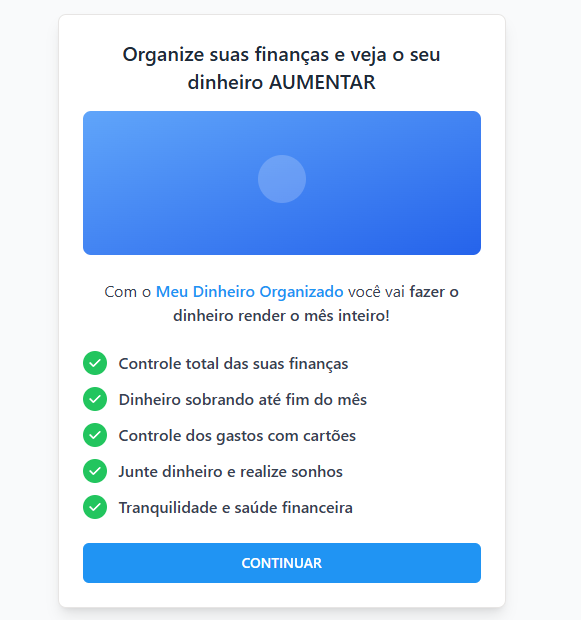 Organize suas finanças e veja o seu
dinheiro AUMENTAR
Com o Meu Dinheiro Organizado você vai fazer o
dinheiro render o mês inteiro!
Controle total das suas finanças
Dinheiro sobrando até fim do mês
Controle dos gastos com cartões
Junte dinheiro e realize sonhos
Tranquilidade e saúde financeira
CONTINUAR